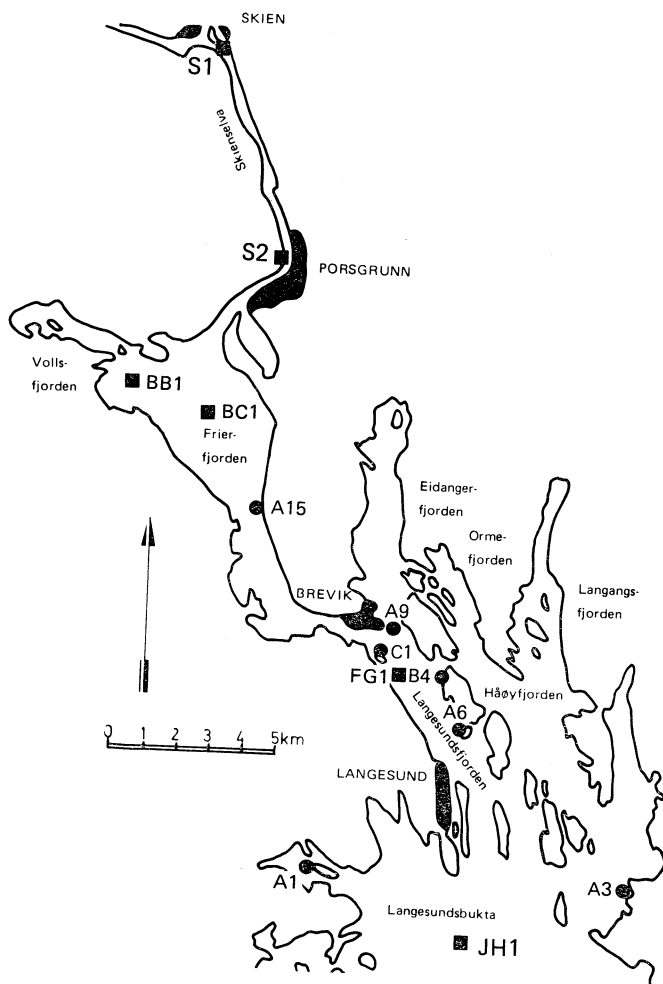 SKIEN
S1
Skienselva
S2
PORSGRUNN
Volls-
fjorden
BB1
BC1
Frier-
fjorden
Eidanger-
fjorden
A15
Orme-
fjorden
Langangs-
fjorden
BREVIK
A9
C1
FG1
B4
Håøyfjorden
A6
Langesundsfjorden
0 1 2 3 5km
LANGESUND
A1
A3
Langesundsbukta
JH1